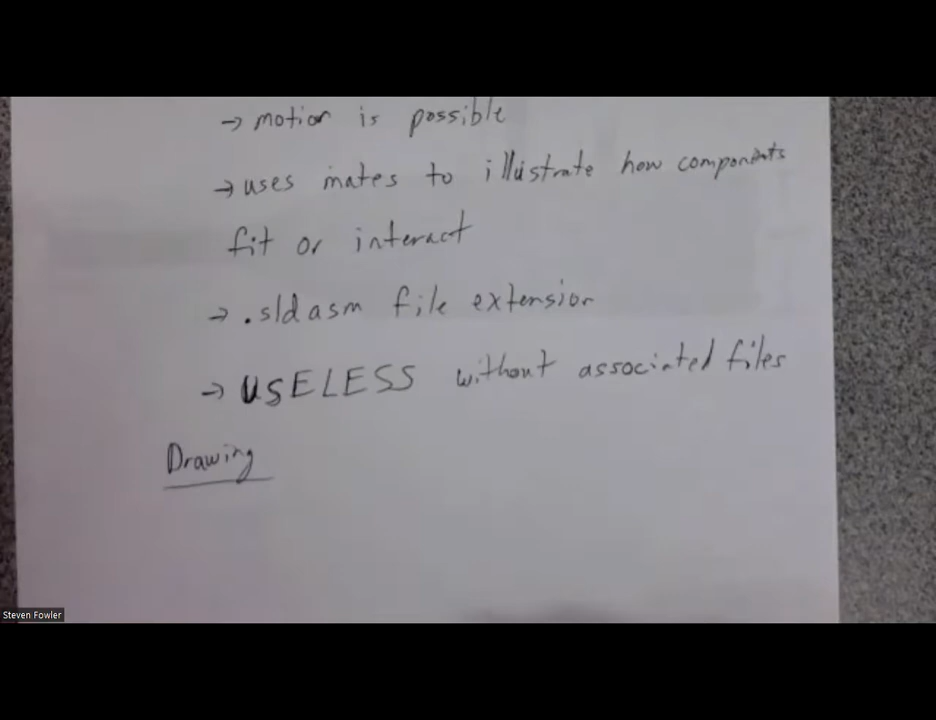 → motion is possible
→ uses mates to illustrate how components
fit or interact
→ .sldasm file extension
→ USELESS without associated files
Drawing
Steven Fowler